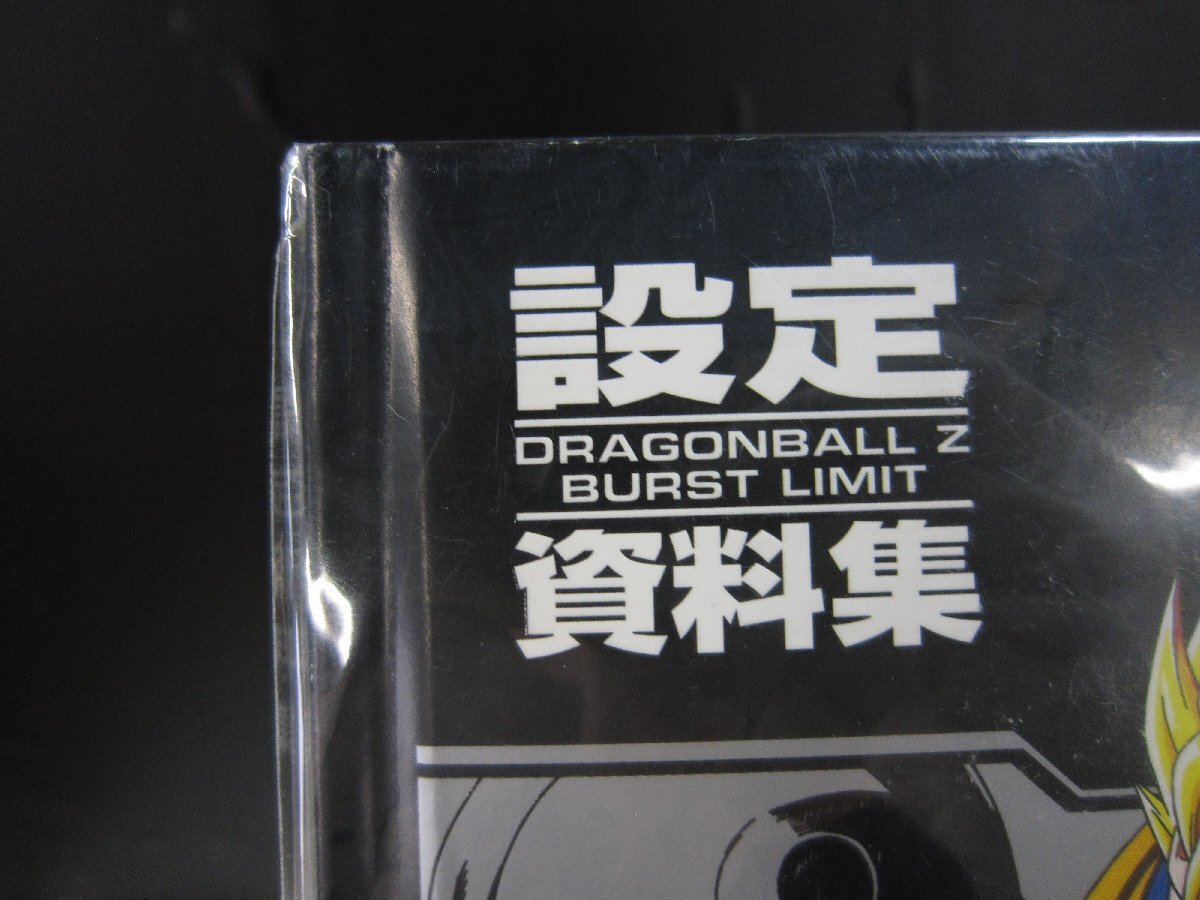 設定
DRAGONBALL Z
BURST LIMIT
資料集